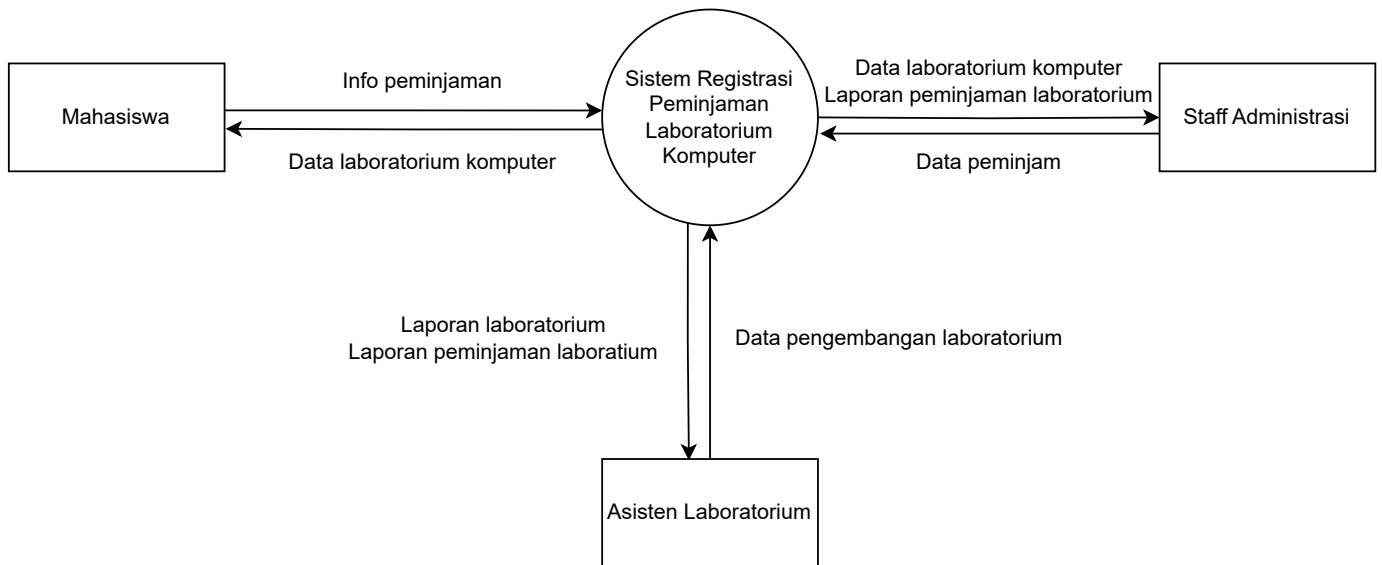 Mahasiswa
Info peminjaman
Data laboratorium komputer
Sistem Registrasi
Peminjaman
Laboratorium
Komputer
Data laboratorium komputer
Laporan peminjaman laboratorium
Data peminjam
Staff Administrasi
Laporan laboratorium
Laporan peminjaman laboratium
Data pengembangan laboratorium
Asisten Laboratorium